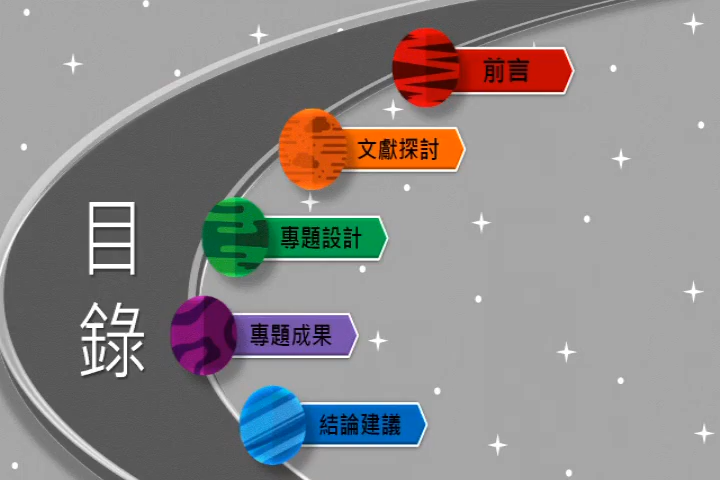 目錄
前言
文獻探討
專題設計
專題成果
結論建議